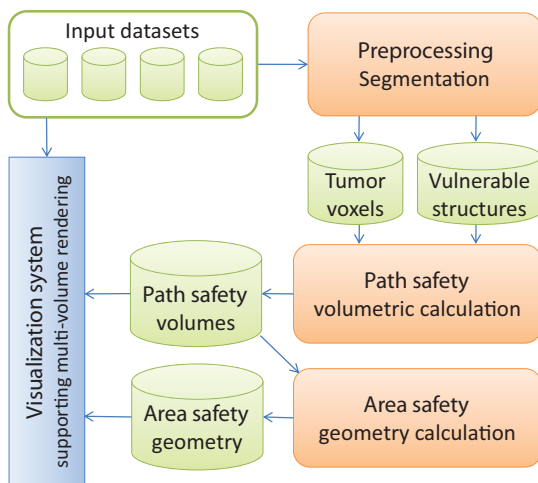 Input datasets
Preprocessing
Segmentation
Tumor
voxels
Vulnerable
structures
Visualization system
supporting multi-volume rendering
Path safety
volumes
Path safety
volumetric calculation
Area safety
geometry
Area safety
geometry calculation